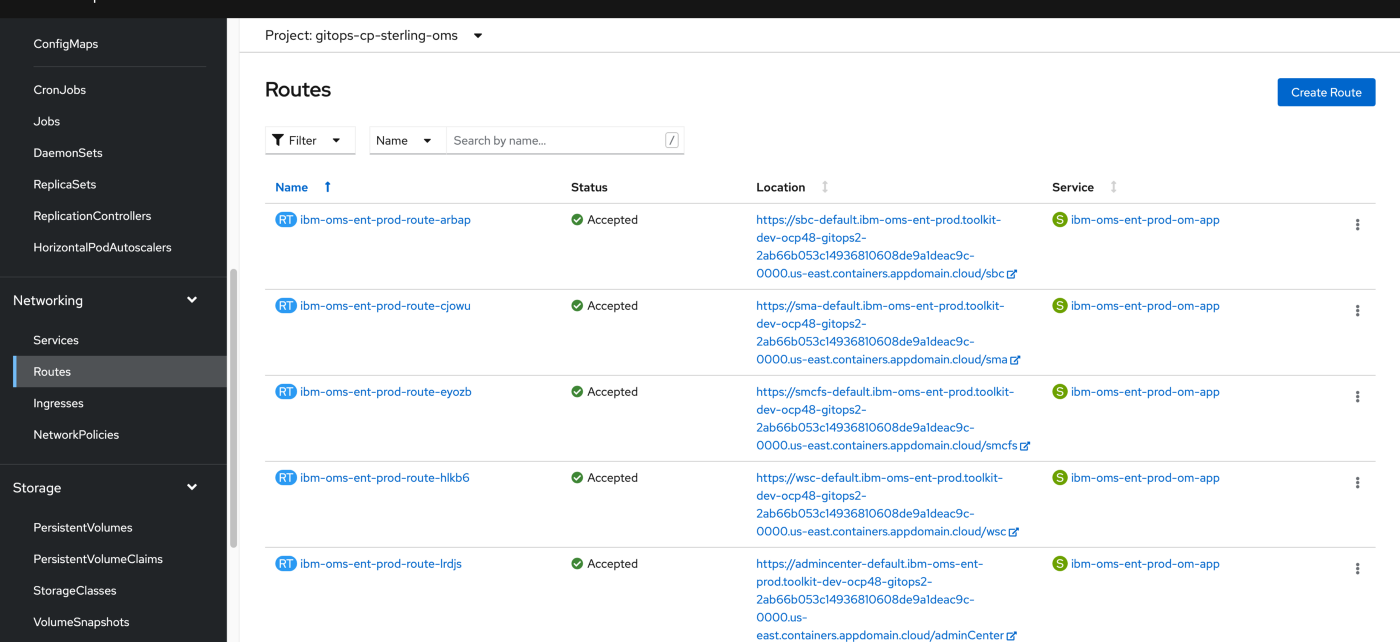 ConfigMaps
CronJobs
Jobs
DaemonSets
ReplicaSets
ReplicationControllers
HorizontalPodAutoscalers
Networking
Services
Routes
Ingresses
NetworkPolicies
Storage
PersistentVolumes
PersistentVolumeClaims
StorageClasses
VolumeSnapshots
Project: gitops-cp-sterling-oms
Routes
Create Route
Filter
Name
Search by name...
/
Name Status Location Service
RT ibm-oms-ent-prod-route-arbap
Accepted
https://sbc-default.ibm-oms-ent-prod.toolkit-
dev-ocp48-gitops2-
2ab66b053c14936810608de9a1deac9c-
0000.us-east.containers.appdomain.cloud/sbc
S ibm-oms-ent-prod-om-app
RT ibm-oms-ent-prod-route-cjowu
Accepted
https://sma-default.ibm-oms-ent-prod.toolkit-
dev-ocp48-gitops2-
2ab66b053c14936810608de9a1deac9c-
0000.us-east.containers.appdomain.cloud/sma
S ibm-oms-ent-prod-om-app
RT ibm-oms-ent-prod-route-eyozb
Accepted
https://smcfs-default.ibm-oms-ent-prod.toolkit-
dev-ocp48-gitops2-
2ab66b053c14936810608de9a1deac9c-
0000.us-east.containers.appdomain.cloud/smcfs
S ibm-oms-ent-prod-om-app
RT ibm-oms-ent-prod-route-hlkb6
Accepted
https://wsc-default.ibm-oms-ent-prod.toolkit-
dev-ocp48-gitops2-
2ab66b053c14936810608de9a1deac9c-
0000.us-east.containers.appdomain.cloud/wsc
S ibm-oms-ent-prod-om-app
RT ibm-oms-ent-prod-route-lrdjs
Accepted
https://admincenter-default.ibm-oms-ent-
prod.toolkit-dev-ocp48-gitops2-
2ab66b053c14936810608de9a1deac9c-
0000.us-
east.containers.appdomain.cloud/adminCenter
S ibm-oms-ent-prod-om-app